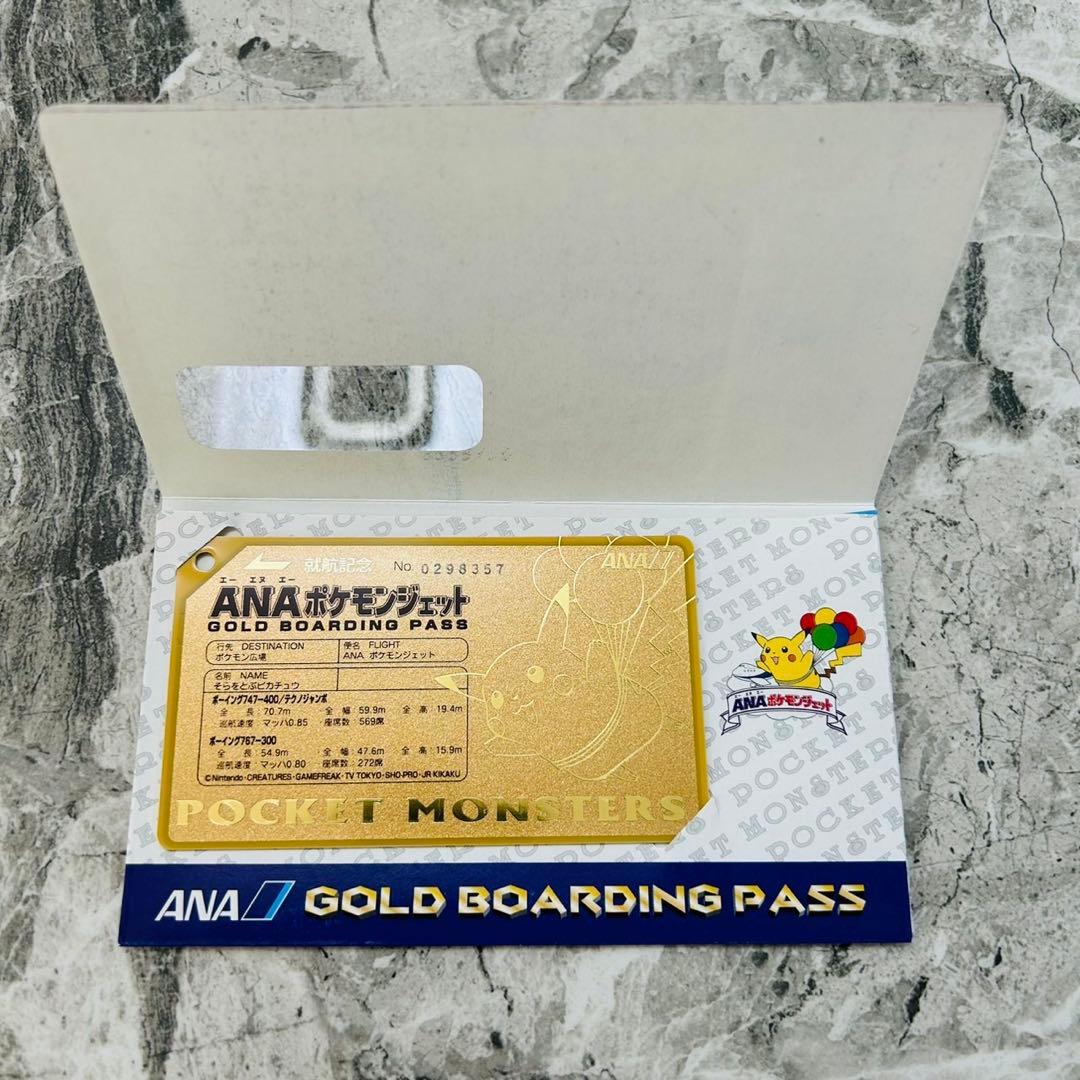 就航記念 No. 0298357
ANA
エー エヌ エー
ANAポケモンジェット
GOLD BOARDING PASS
行先 DESTINATION
ポケモン広場
便名 FLIGHT
ANA ポケモンジェット
名前 NAME
そらをとぶピカチュウ
ボーイング747-400/テクノジャンボ
全 長: 70.7m 全 幅: 59.9m 全 高: 19.4m
巡航速度: マッハ0.85 座席数: 569席
ボーイング767-300
全 長: 54.9m 全 幅: 47.6m 全 高: 15.9m
巡航速度: マッハ0.80 座席数: 272席
©Nintendo・CREATURES・GAMEFREAK・TV TOKYO・SHO-PRO・JR KIKAKU
POCKET MONSTERS
エー エヌ エー
ANAポケモンジェット
POCKET MONSTERS
ANA GOLD BOARDING PASS